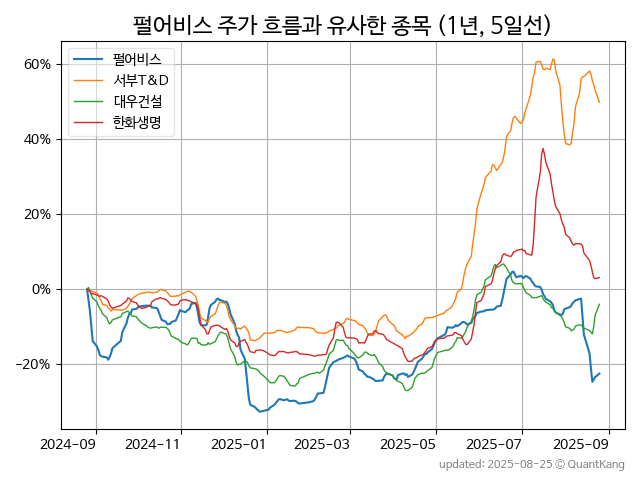 펄어비스 주가 흐름과 유사한 종목 (1년, 5일선)
펄어비스
서부T&D
대우건설
한화생명
60%
40%
20%
0%
−20%
2024-09
2024-11
2025-01
2025-03
2025-05
2025-07
2025-09
updated: 2025-08-25 © QuantKang